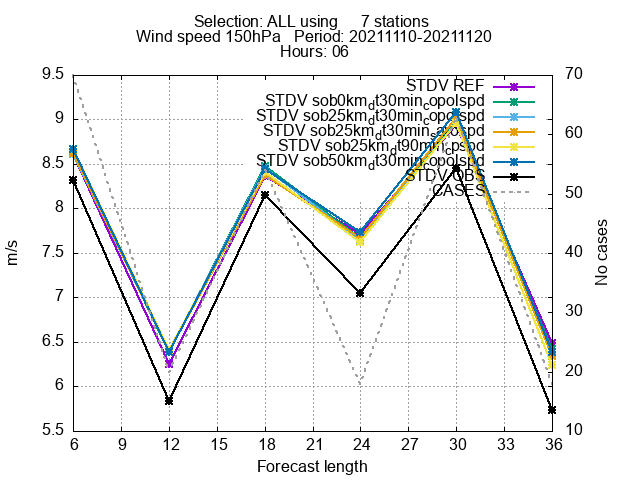 Selection: ALL using 7 stations
Wind speed 150hPa Period: 20211110-20211120
Hours: 06
9.5
9
8.5
8
7.5
7
6.5
6
5.5
m/s
STDV REF
STDV sob0km_dt30min_copolspd
STDV sob25km_dt30min_copolspd
STDV sob25km_dt30min_
STDV sob25km_dt90min_cpspd
STDV sob50km_dt30min_copolspd
STDV OBS
CASES
70
60
50
40
30
20
10
No cases
6 9 12 15 18 21 24 27 30 33 36
Forecast length